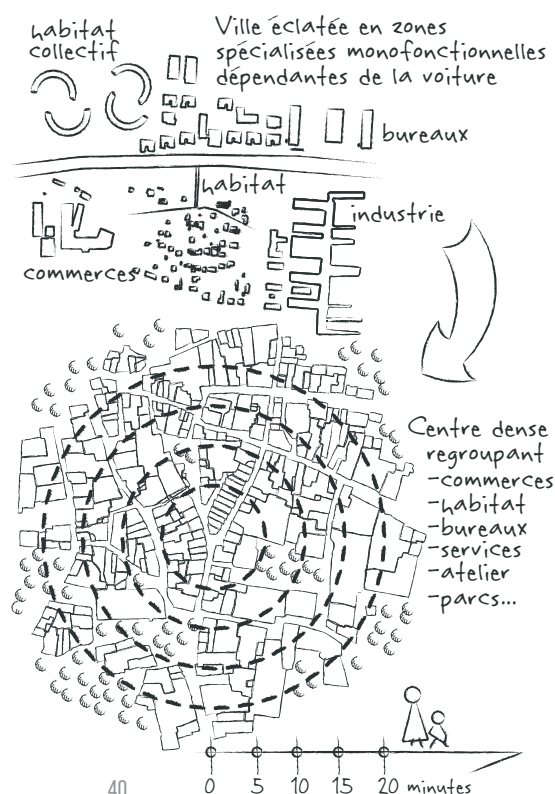 habitat
collectif
Ville éclatée en zones
spécialisées monofonctionnelles
dépendantes de la voiture
bureaux
habitat
industrie
commerces
Centre dense
regroupant
-commerces
-habitat
-bureaux
-services
-atelier
-parcs...
0 5 10 15 20 minutes
40